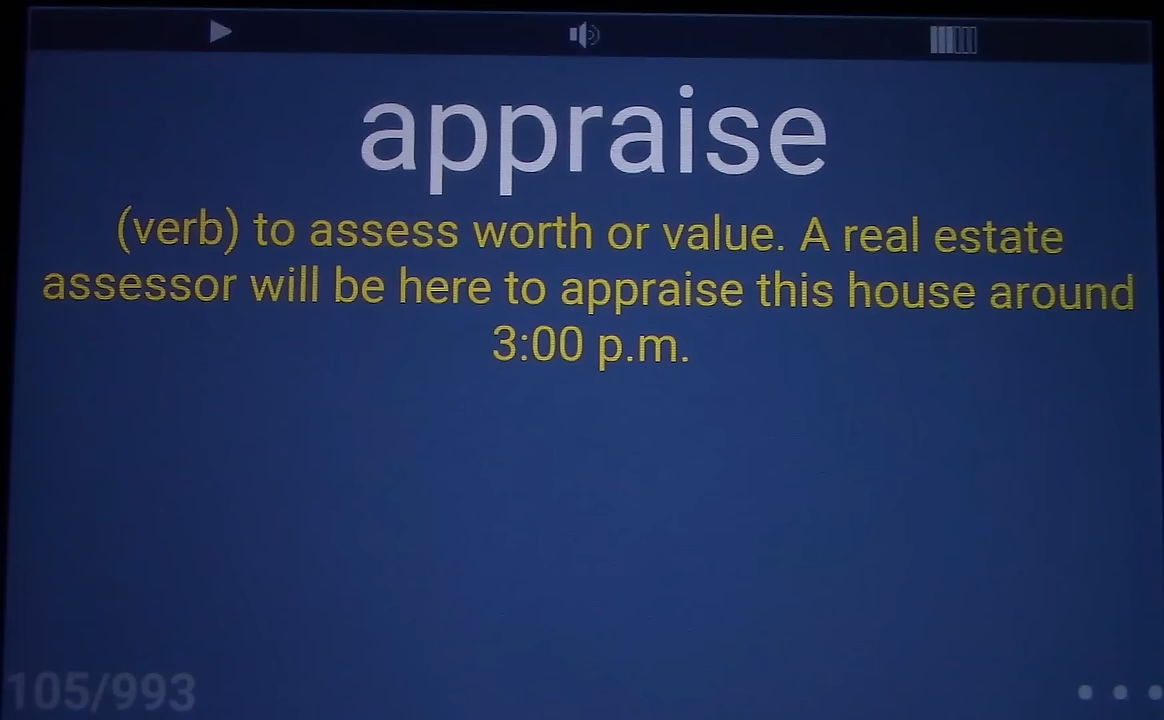 appraise
(verb) to assess worth or value. A real estate
assessor will be here to appraise this house around
3:00 p.m.
105/993